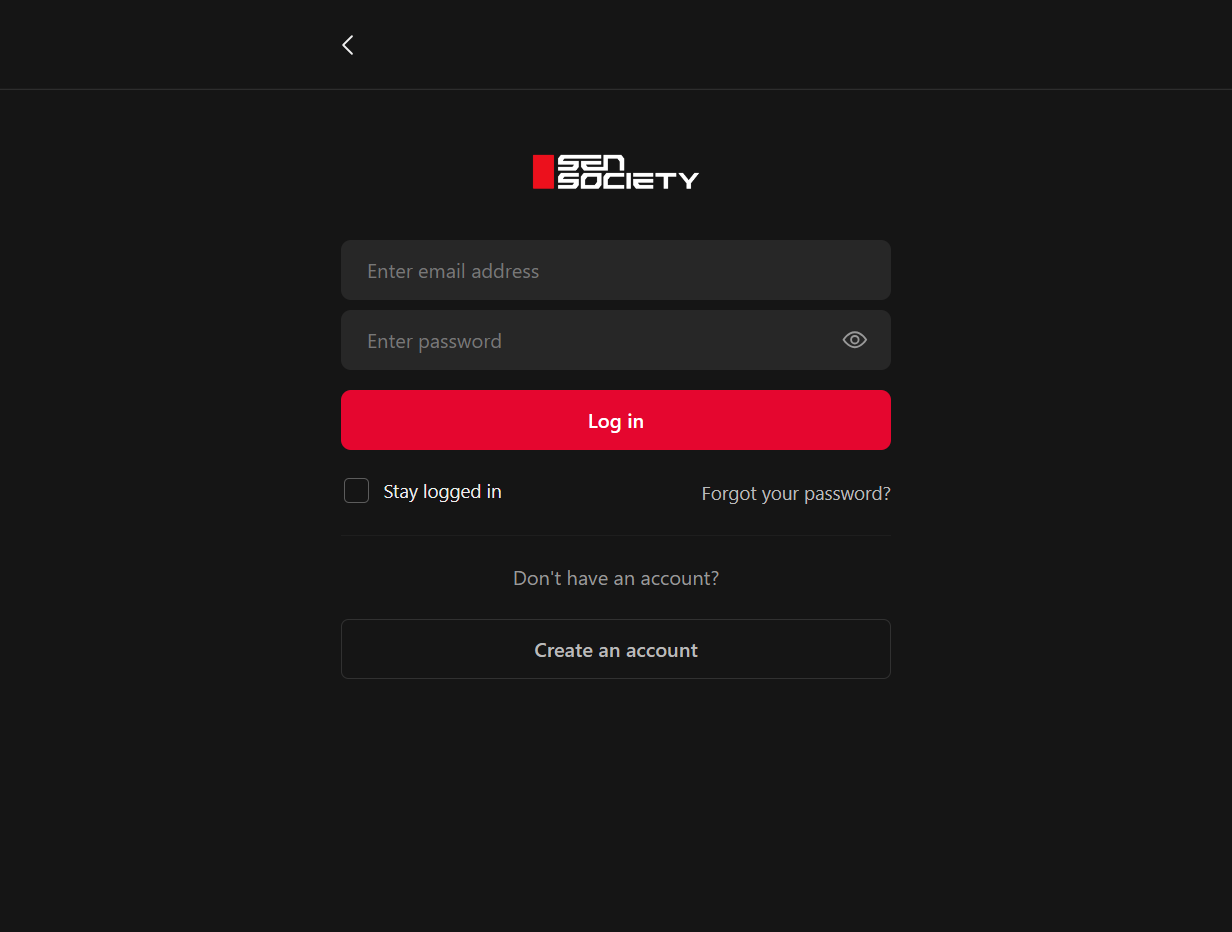 SEN
SOCIETY
Enter email address
Enter password
Log in
Stay logged in
Forgot your password?
Don't have an account?
Create an account